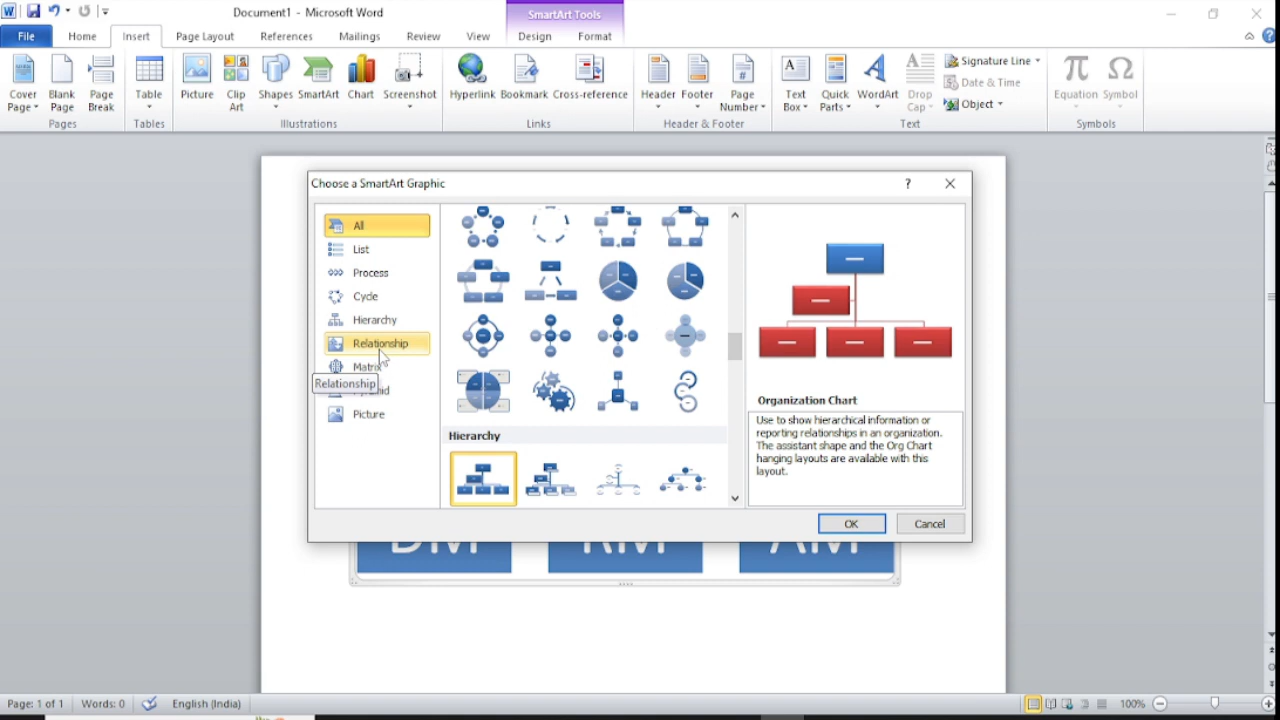 Document1 - Microsoft Word
SmartArt Tools
File
Home
Insert
Page Layout
References
Mailings
Review
View
Design
Format
Cover Page
Blank Page
Page Break
Table
Picture
Clip Art
Shapes
SmartArt
Chart
Screenshot
Hyperlink
Bookmark
Cross-reference
Header
Footer
Page Number
Text Box
Quick Parts
WordArt
Drop Cap
Signature Line
Date & Time
Object
Equation
Symbol
Pages
Tables
Illustrations
Links
Header & Footer
Text
Symbols
Choose a SmartArt Graphic
All
List
Process
Cycle
Hierarchy
Relationship
Matrix
Relationship
Picture
Hierarchy
Organization Chart
Use to show hierarchical information or
reporting relationships in an organization.
The assistant shape and the Org Chart
hanging layouts are available with this
layout.
OK
Cancel
DM
RM
AM
Page: 1 of 1
Words: 0
English (India)
100%